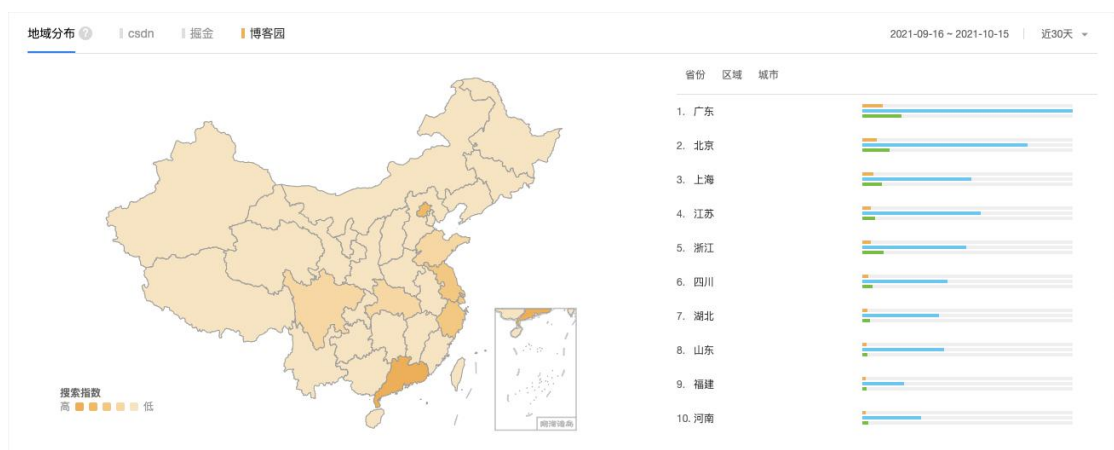 地域分布 ? csdn 掘金 博客园 2021-09-16 ~ 2021-10-15 近30天
省份 区域 城市
1. 广东
2. 北京
3. 上海
4. 江苏
5. 浙江
6. 四川
7. 湖北
8. 山东
9. 福建
10. 河南
搜索指数
高 低
南海诸岛